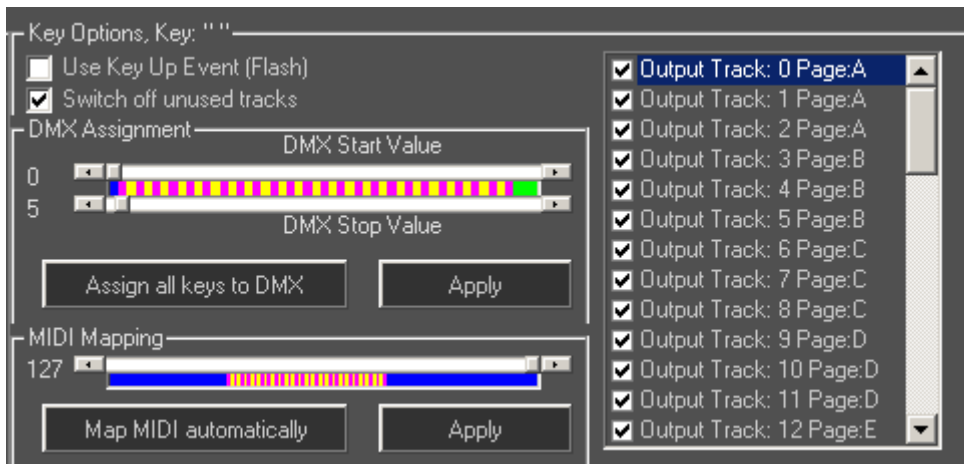 Key Options, Key: " "
Use Key Up Event (Flash)
Switch off unused tracks
DMX Assignment
DMX Start Value
0
5
DMX Stop Value
Assign all keys to DMX
Apply
MIDI Mapping
127
Map MIDI automatically
Apply
Output Track: 0 Page:A
Output Track: 1 Page:A
Output Track: 2 Page:A
Output Track: 3 Page:B
Output Track: 4 Page:B
Output Track: 5 Page:B
Output Track: 6 Page:C
Output Track: 7 Page:C
Output Track: 8 Page:C
Output Track: 9 Page:D
Output Track: 10 Page:D
Output Track: 11 Page:D
Output Track: 12 Page:E